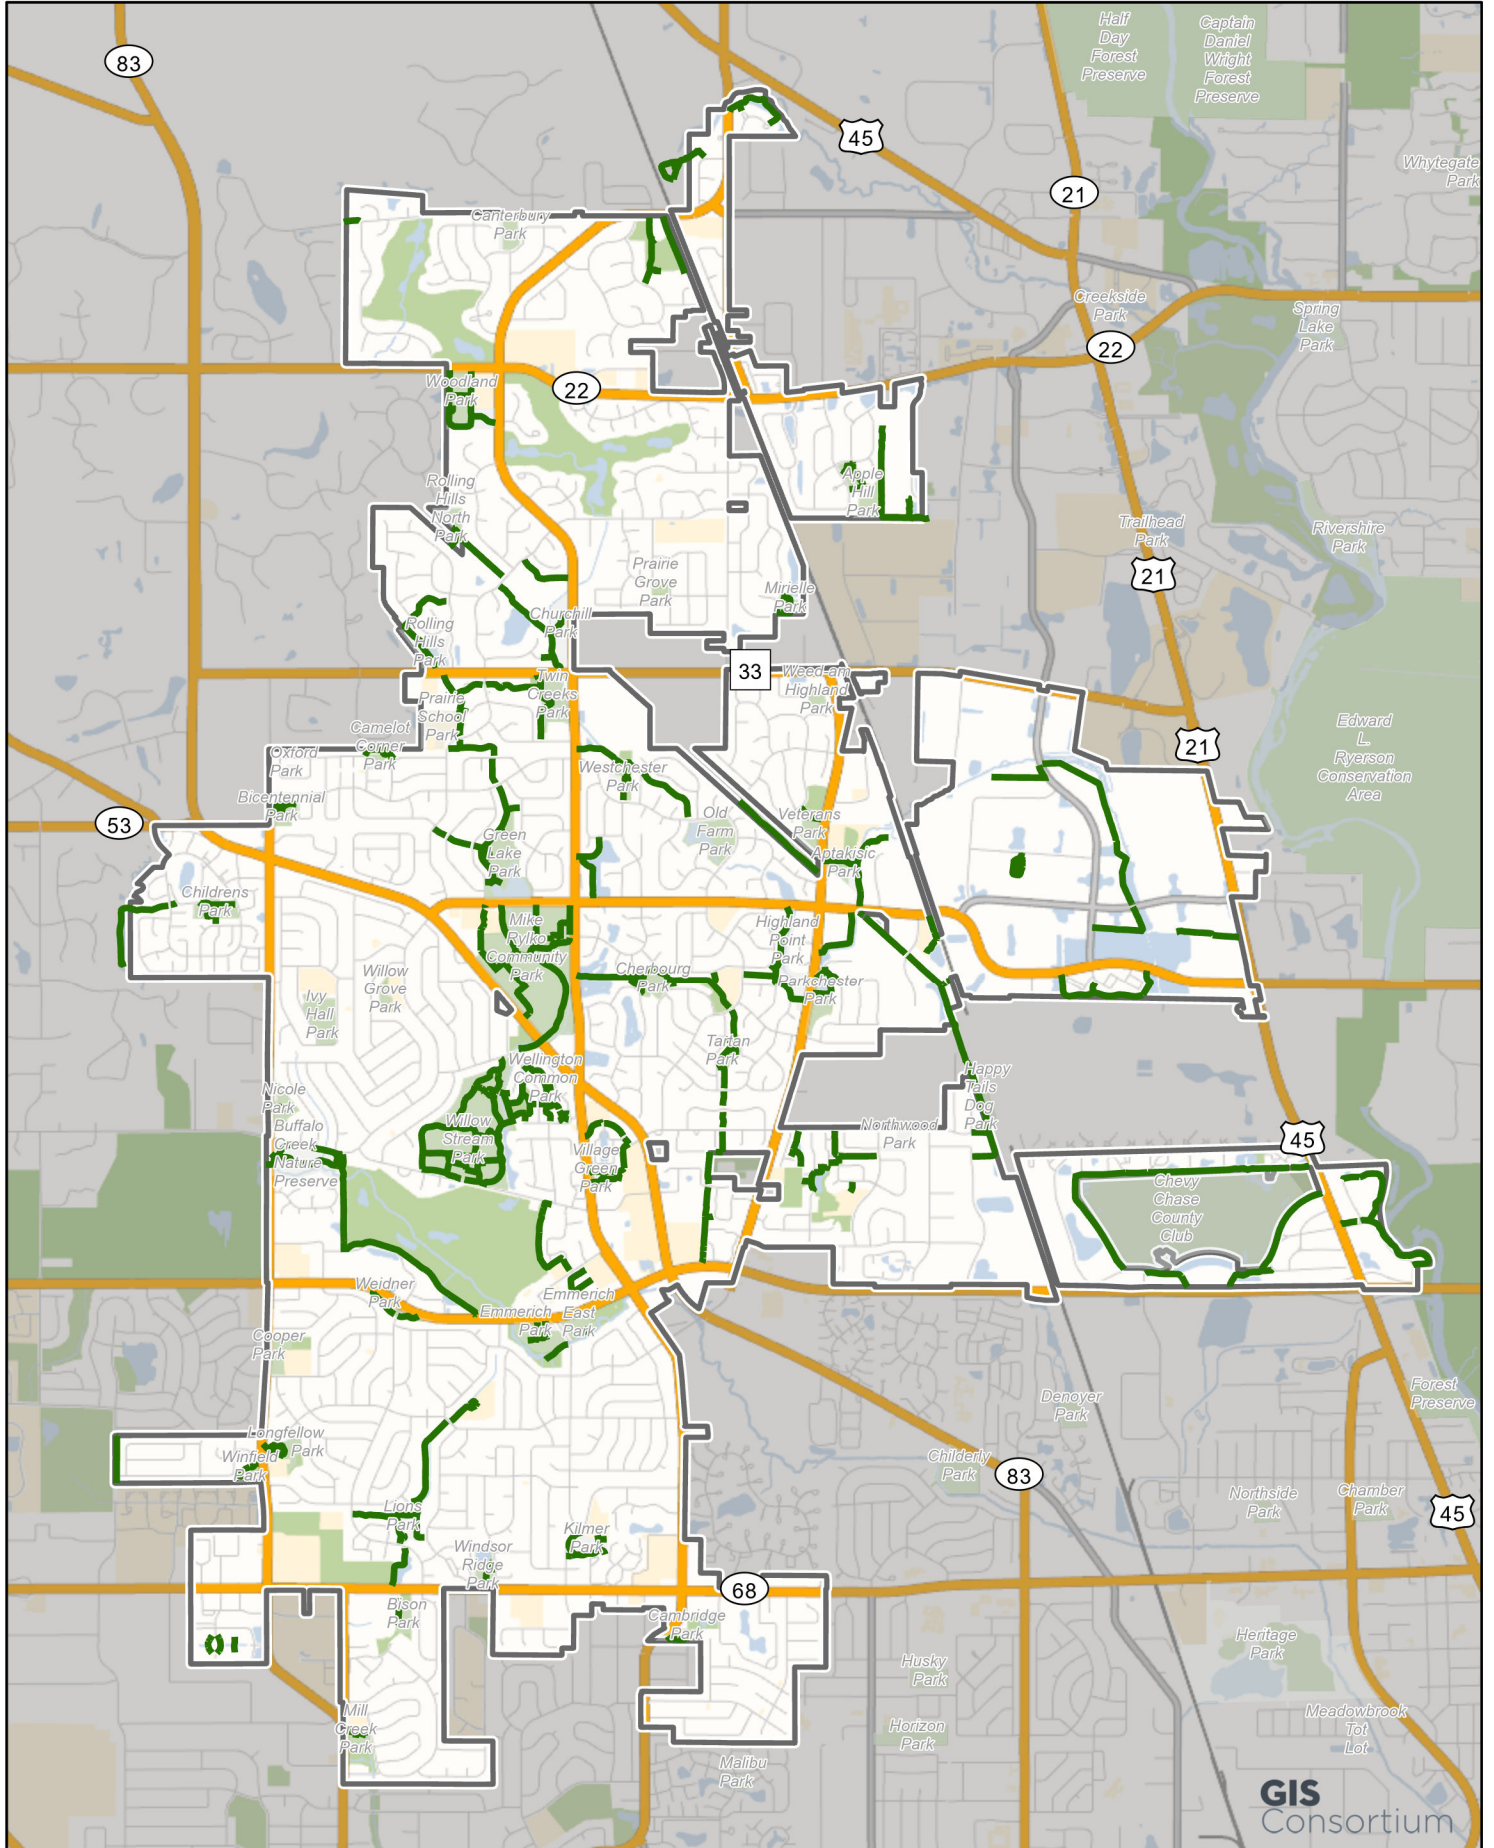 Half
Day
Forest
Preserve
Captain
Daniel
Wright
Forest
Preserve
83
45
Whytegate
Park
21
Canterbury
Park
Creekside
Park
Spring
Lake
Park
22
Woodland
Park
22
Rolling
Hills
North
Park
Apple
Hill
Park
Trailhead
Park
Rivershire
Park
21
Prairie
Grove
Park
Mirielle
Park
Churchill
Park
Rolling
Hills
Park
33
Weed-am
Highland
Park
Twin
Creeks
Park
Prairie
School
Park
Camelot
Corner
Park
Oxford
Park
21
Edward
L.
Ryerson
Conservation
Area
Westchester
Park
Bicentennial
Park
53
Green
Lake
Park
Old
Farm
Park
Veterans
Park
Aptakisic
Park
Childrens
Park
Mike
Rylko
Community
Park
Highland
Point
Park
Cherbourg
Park
Parkchester
Park
Willow
Grove
Park
Ivy
Hall
Park
Tartan
Park
Wellington
Common
Park
Happy
Tails
Dog
Park
Nicole
Park
Buffalo
Creek
Nature
Preserve
Willow
Stream
Park
Village
Green
Park
Northwood
Park
45
Chevy
Chase
County
Club
Weidner
Park
Emmerich
Park
Emmerich
East
Park
Cooper
Park
Forest
Preserve
Denoyer
Park
Longfellow
Park
Winfield
Park
Childerly
Park
83
Northside
Park
Chamber
Park
45
Lions
Park
Kilmer
Park
Windsor
Ridge
Park
68
Bison
Park
Cambridge
Park
Heritage
Park
Husky
Park
Mill
Creek
Park
Horizon
Park
Meadowbrook
Tot
Lot
Malibu
Park
GIS
Consortium